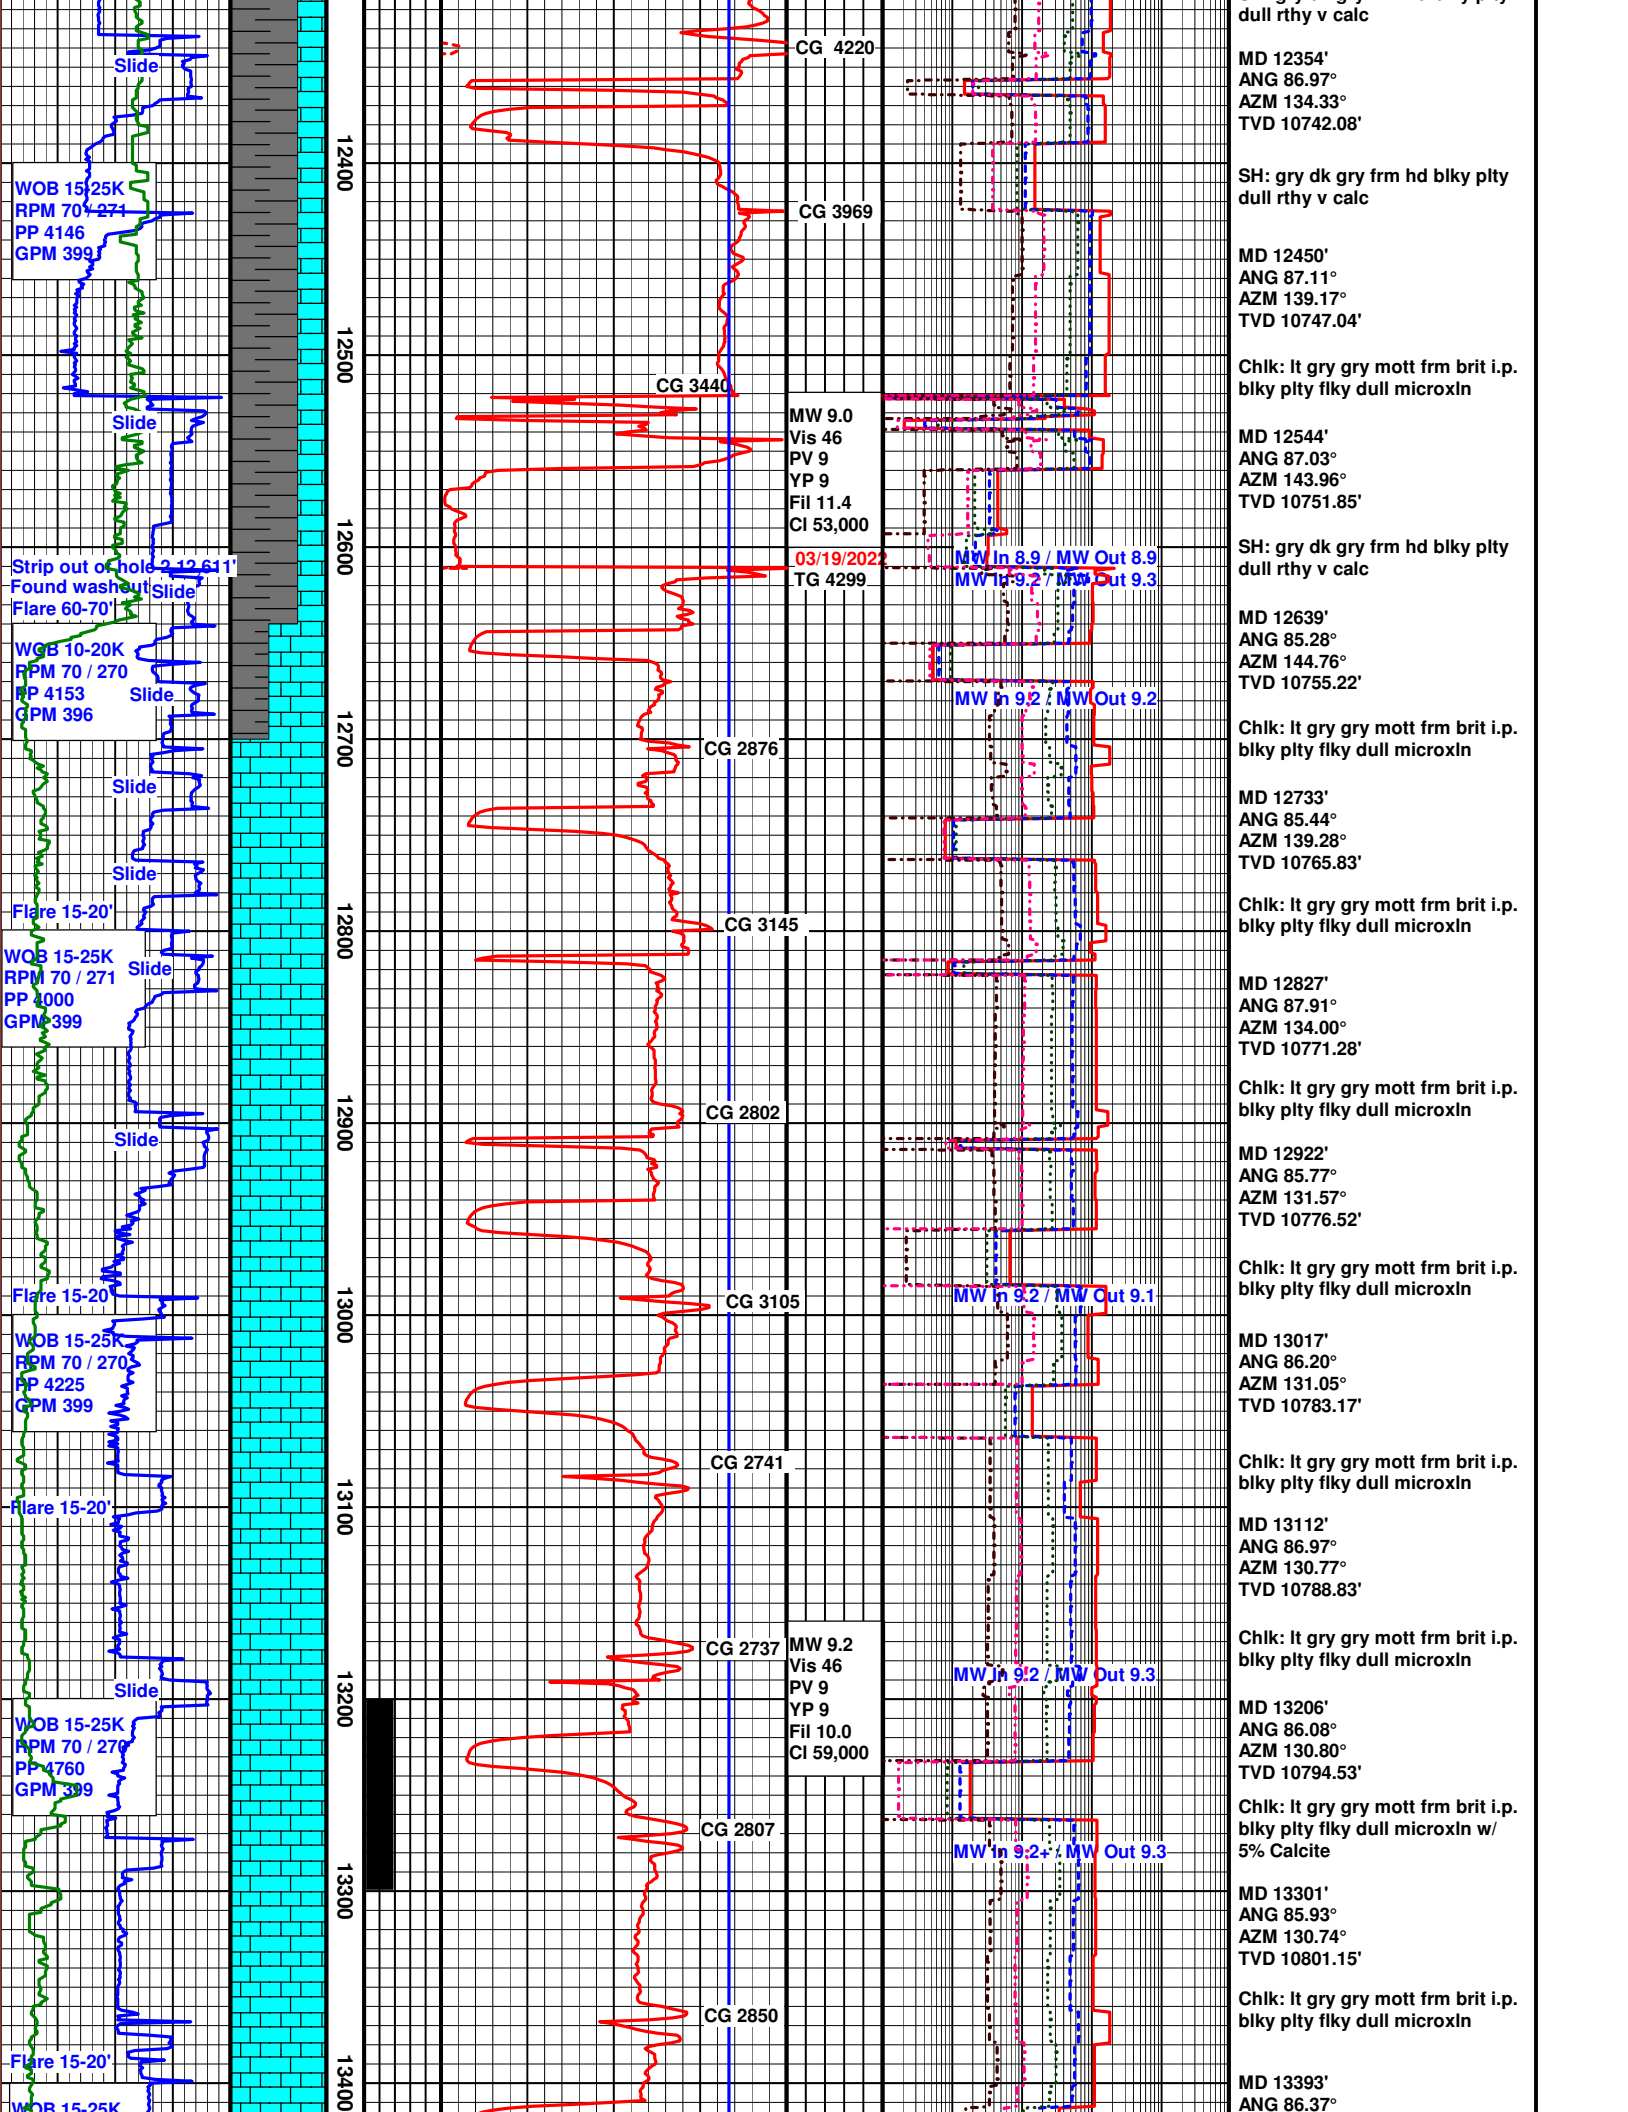 dull rthy v calc
CG 4220
Slide
MD 12354'
ANG 86.97°
AZM 134.33°
TVD 10742.08'
12400
SH: gry dk gry frm hd blky plty
dull rthy v calc
WOB 15-25K
RPM 70 / 271
PP 4146
GPM 399
CG 3969
MD 12450'
ANG 87.11°
AZM 139.17°
TVD 10747.04'
12500
Chlk: lt gry gry mott frm brit i.p.
blky plty flky dull microxln
CG 3440
Slide
MW 9.0
Vis 46
PV 9
YP 9
Fil 11.4
Cl 53,000
MD 12544'
ANG 87.03°
AZM 143.96°
TVD 10751.85'
12600
SH: gry dk gry frm hd blky plty
dull rthy v calc
03/19/2022
TG 4299
MW In 8.9 / MW Out 8.9
MW In 9.2 / MW Out 9.3
Strip out of hole 2 12,611'
Found washout
Slide
Flare 60-70'
MD 12639'
ANG 85.28°
AZM 144.76°
TVD 10755.22'
WOB 10-20K
RPM 70 / 270
PP 4153
GPM 396
Slide
MW In 9.2 / MW Out 9.2
12700
CG 2876
Chlk: lt gry gry mott frm brit i.p.
blky plty flky dull microxln
Slide
MD 12733'
ANG 85.44°
AZM 139.28°
TVD 10765.83'
Slide
Flare 15-20'
12800
CG 3145
Chlk: lt gry gry mott frm brit i.p.
blky plty flky dull microxln
WOB 15-25K
RPM 70 / 271
PP 4000
GPM 399
Slide
MD 12827'
ANG 87.91°
AZM 134.00°
TVD 10771.28'
12900
CG 2802
Chlk: lt gry gry mott frm brit i.p.
blky plty flky dull microxln
Slide
MD 12922'
ANG 85.77°
AZM 131.57°
TVD 10776.52'
Chlk: lt gry gry mott frm brit i.p.
blky plty flky dull microxln
Flare 15-20'
13000
CG 3105
MW In 9.2 / MW Out 9.1
WOB 15-25K
RPM 70 / 270
PP 4225
GPM 399
MD 13017'
ANG 86.20°
AZM 131.05°
TVD 10783.17'
CG 2741
Chlk: lt gry gry mott frm brit i.p.
blky plty flky dull microxln
Flare 15-20'
13100
MD 13112'
ANG 86.97°
AZM 130.77°
TVD 10788.83'
CG 2737
MW 9.2
Vis 46
PV 9
YP 9
Fil 10.0
Cl 59,000
Chlk: lt gry gry mott frm brit i.p.
blky plty flky dull microxln
MW In 9.2 / MW Out 9.3
Slide
13200
WOB 15-25K
RPM 70 / 270
PP 4760
GPM 399
MD 13206'
ANG 86.08°
AZM 130.80°
TVD 10794.53'
CG 2807
Chlk: lt gry gry mott frm brit i.p.
blky plty flky dull microxln w/
5% Calcite
MW In 9.2+ / MW Out 9.3
13300
MD 13301'
ANG 85.93°
AZM 130.74°
TVD 10801.15'
CG 2850
Chlk: lt gry gry mott frm brit i.p.
blky plty flky dull microxln
Flare 15-20'
13400
WOB 15-25K
MD 13393'
ANG 86.37°